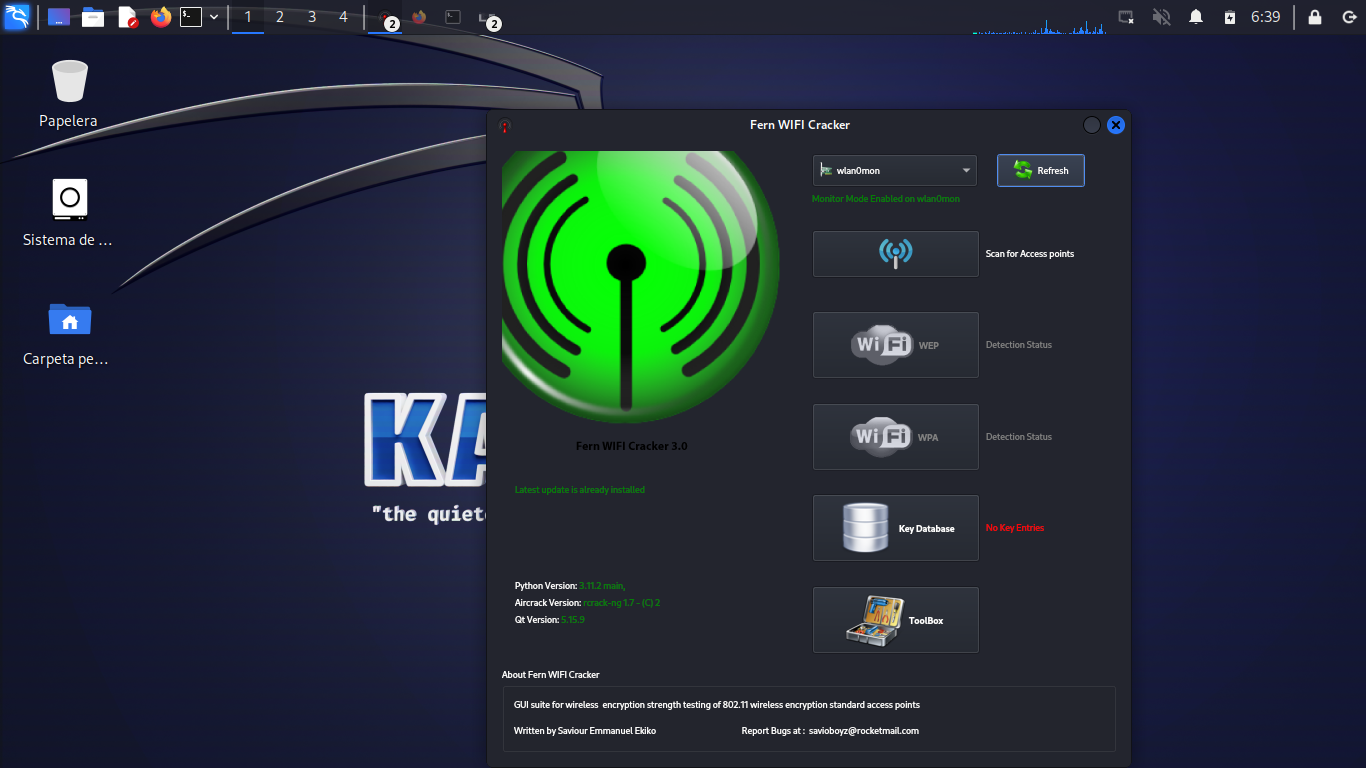 1 2 3 4 2 2 6:39
Papelera
Sistema de ...
Carpeta pe...
KA
"the quiet
Fern WIFI Cracker
wlan0mon
Refresh
Monitor Mode Enabled on wlan0mon
Scan for Access points
WiFi WEP
Detection Status
WiFi WPA
Detection Status
Fern WIFI Cracker 3.0
Latest update is already installed
Key Database
No Key Entries
Python Version: 3.11.2 main,
Aircrack Version: rcrack-ng 1.7 - (C) 2
Qt Version: 5.15.9
ToolBox
About Fern WIFI Cracker
GUI suite for wireless encryption strength testing of 802.11 wireless encryption standard access points
Written by Saviour Emmanuel Ekiko Report Bugs at : savioboyz@rocketmail.com